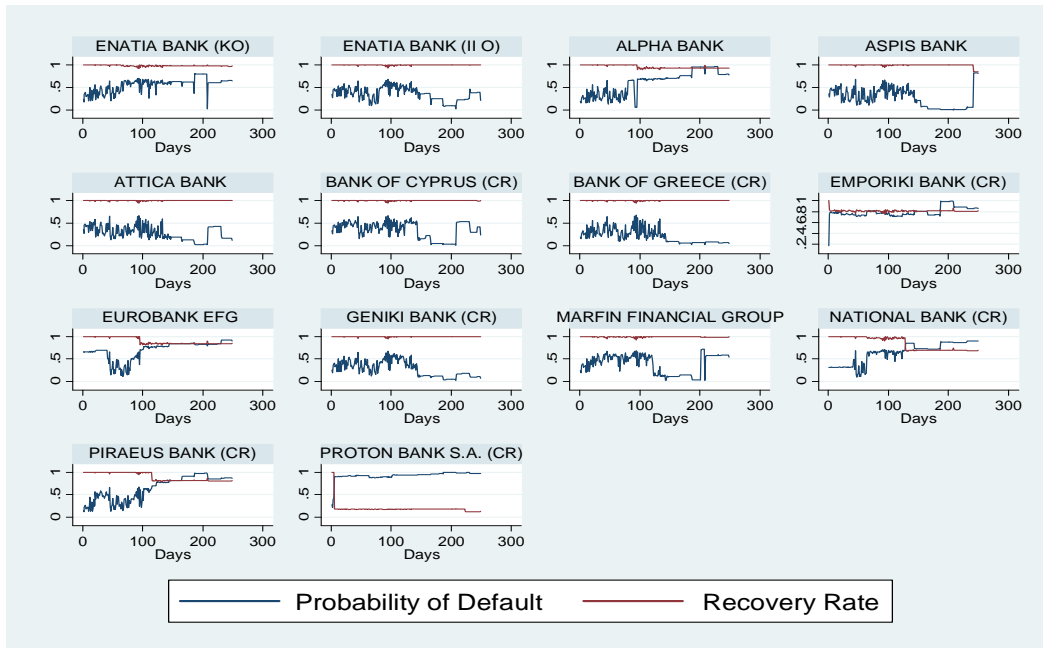 ENATIA BANK (KO)
1
.5
0
0 100 200 300
Days
ENATIA BANK (II O)
1
.5
0
0 100 200 300
Days
ALPHA BANK
1
.5
0
0 100 200 300
Days
ASPIS BANK
1
.5
0
0 100 200 300
Days
ATTICA BANK
1
.5
0
0 100 200 300
Days
BANK OF CYPRUS (CR)
1
.5
0
0 100 200 300
Days
BANK OF GREECE (CR)
1
.5
0
0 100 200 300
Days
EMPORIKI BANK (CR)
.2.4.6.81
0 100 200 300
Days
EUROBANK EFG
1
.5
0
0 100 200 300
Days
GENIKI BANK (CR)
1
.5
0
0 100 200 300
Days
MARFIN FINANCIAL GROUP
1
.5
0
0 100 200 300
Days
NATIONAL BANK (CR)
1
.5
0
0 100 200 300
Days
PIRAEUS BANK (CR)
1
.5
0
0 100 200 300
Days
PROTON BANK S.A. (CR)
1
.5
0
0 100 200 300
Days
Probability of Default
Recovery Rate